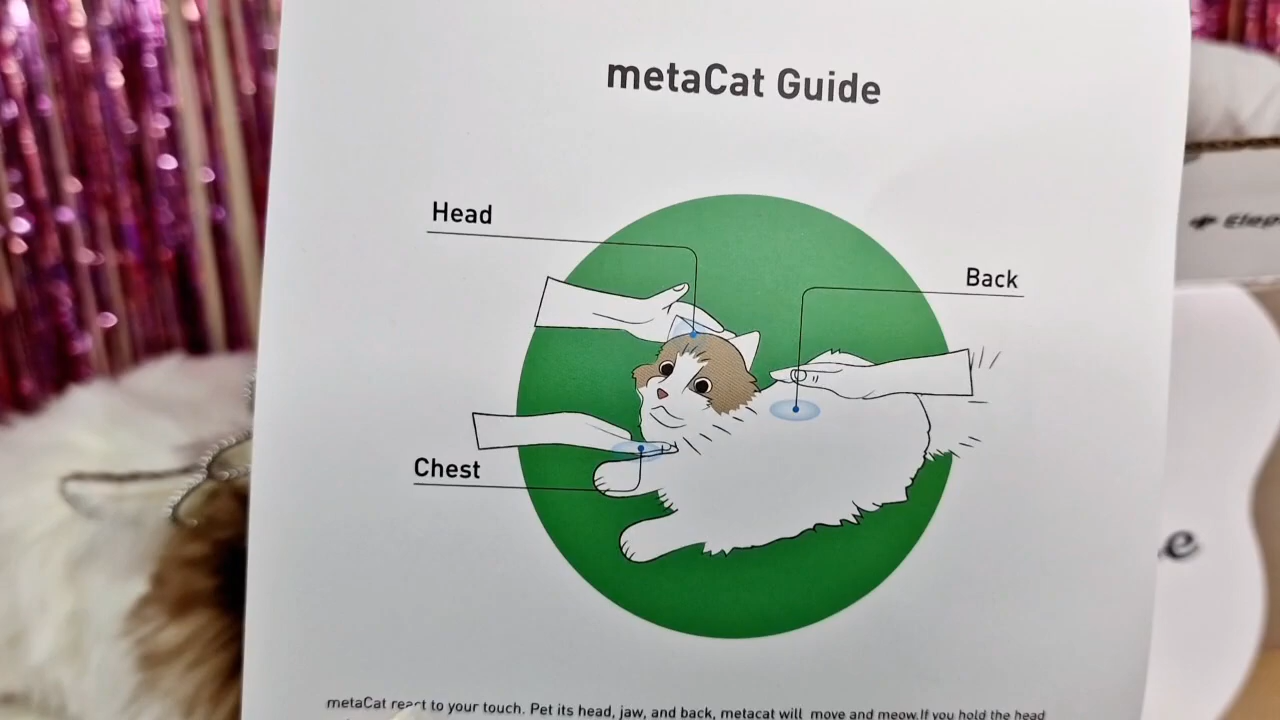 metaCat Guide
Head
Back
Chest
metaCat react to your touch. Pet its head, jaw, and back, metacat will move and meow.If you hold the head